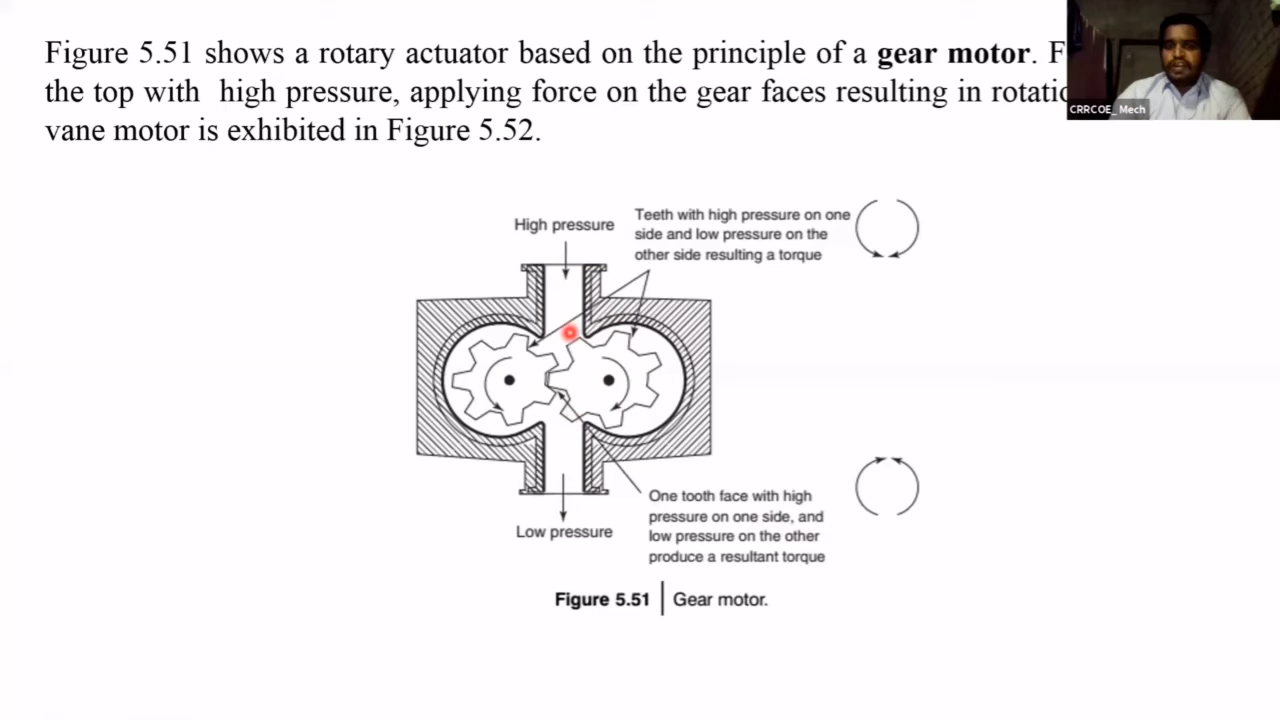 Figure 5.51 shows a rotary actuator based on the principle of a gear motor.
the top with high pressure, applying force on the gear faces resulting in
vane motor is exhibited in Figure 5.52.
CRRCOE_ Mech
High pressure
Teeth with high pressure on one
side and low pressure on the
other side resulting a torque
Low pressure
One tooth face with high
pressure on one side, and
low pressure on the other
produce a resultant torque
Figure 5.51 | Gear motor.